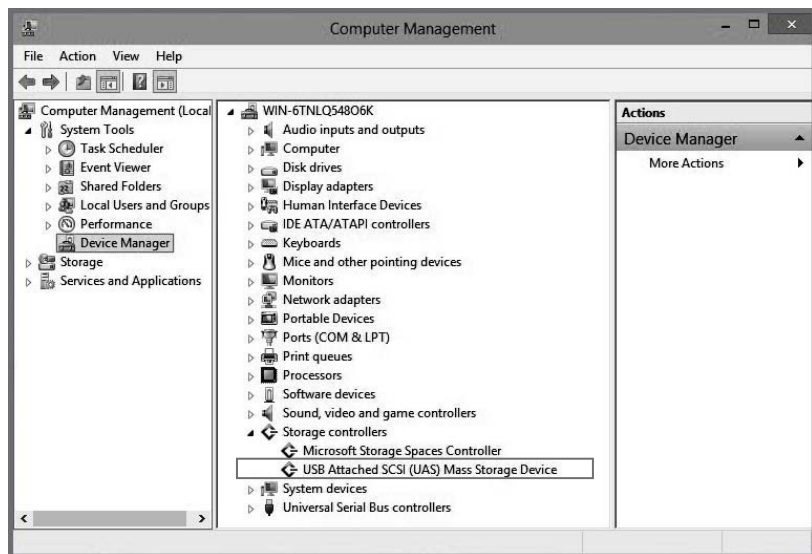 Computer Management
File Action View Help
Computer Management (Local
System Tools
Task Scheduler
Event Viewer
Shared Folders
Local Users and Groups
Performance
Device Manager
Storage
Services and Applications
WIN-6TNLQ548O6K
Audio inputs and outputs
Computer
Disk drives
Display adapters
Human Interface Devices
IDE ATA/ATAPI controllers
Keyboards
Mice and other pointing devices
Monitors
Network adapters
Portable Devices
Ports (COM & LPT)
Print queues
Processors
Software devices
Sound, video and game controllers
Storage controllers
Microsoft Storage Spaces Controller
USB Attached SCSI (UAS) Mass Storage Device
System devices
Universal Serial Bus controllers
Actions
Device Manager
More Actions